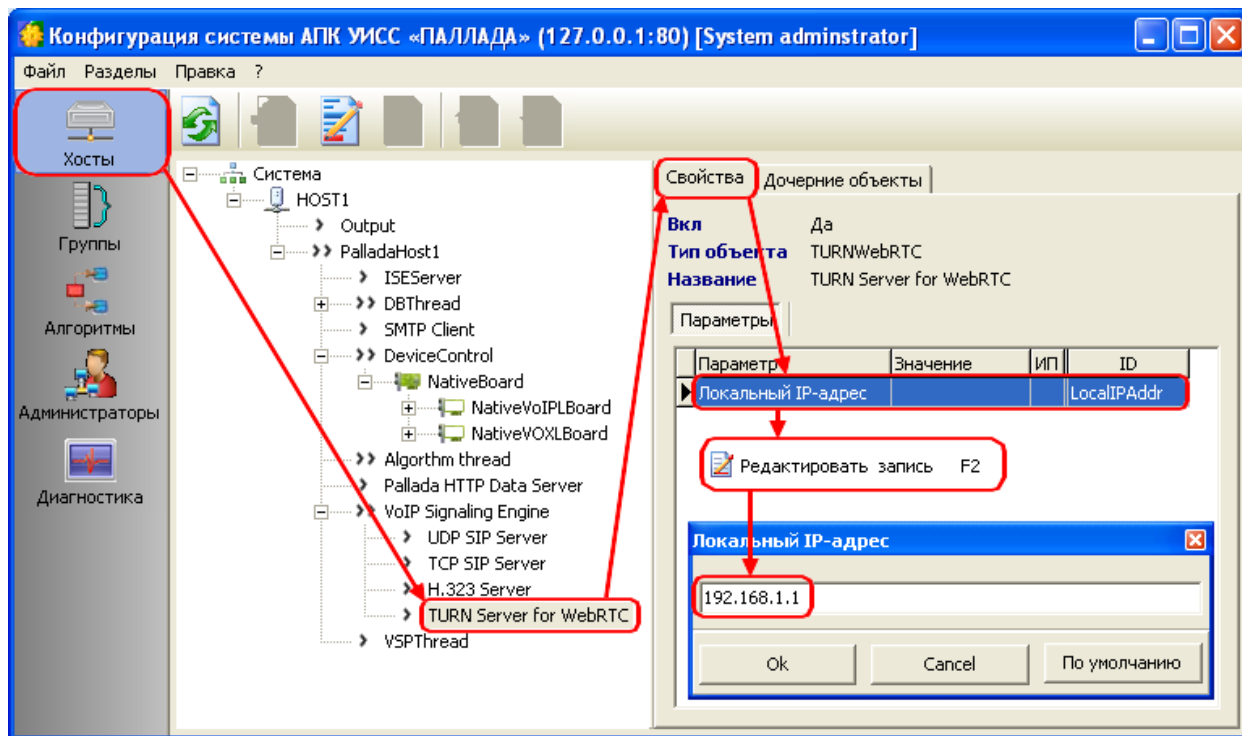 Конфигурация системы АПК УИСС «ПАЛЛАДА» (127.0.0.1:80) [System adminstrator]
Файл Разделы Правка ?
Хосты
Группы
Алгоритмы
Администраторы
Диагностика
Система
HOST1
Output
PalladaHost1
ISEServer
DBThread
SMTP Client
DeviceControl
NativeBoard
NativeVoIPLBoard
NativeVOXLBoard
Algorthm thread
Pallada HTTP Data Server
VoIP Signaling Engine
UDP SIP Server
TCP SIP Server
H.323 Server
TURN Server for WebRTC
VSPThread
Свойства Дочерние объекты
Вкл Да
Тип объекта TURNWebRTC
Название TURN Server for WebRTC
Параметры
Параметр Значение ИП ID
Локальный IP-адрес LocalIPAddr
Редактировать запись F2
Локальный IP-адрес
192.168.1.1
Ok Cancel По умолчанию